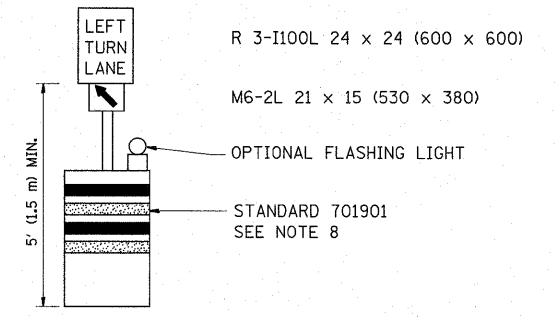 LEFT
TURN
LANE
R 3-I100L 24 x 24 (600 x 600)
M6-2L 21 x 15 (530 x 380)
OPTIONAL FLASHING LIGHT
STANDARD 701901
SEE NOTE 8
5' (1.5 m) MIN.